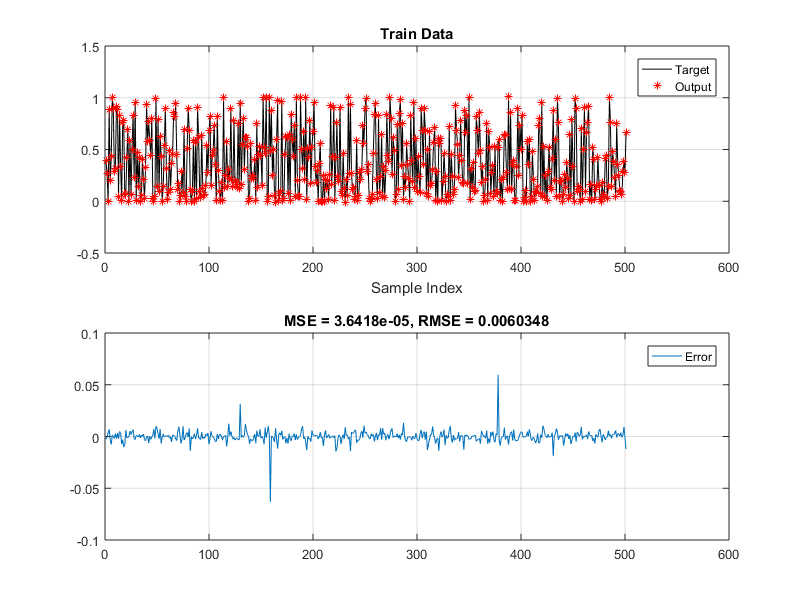 Train Data
1.5
1
0.5
0
-0.5
Target
Output
0 100 200 300 400 500 600
Sample Index
MSE = 3.6418e-05, RMSE = 0.0060348
0.1
0.05
0
-0.05
-0.1
Error
0 100 200 300 400 500 600